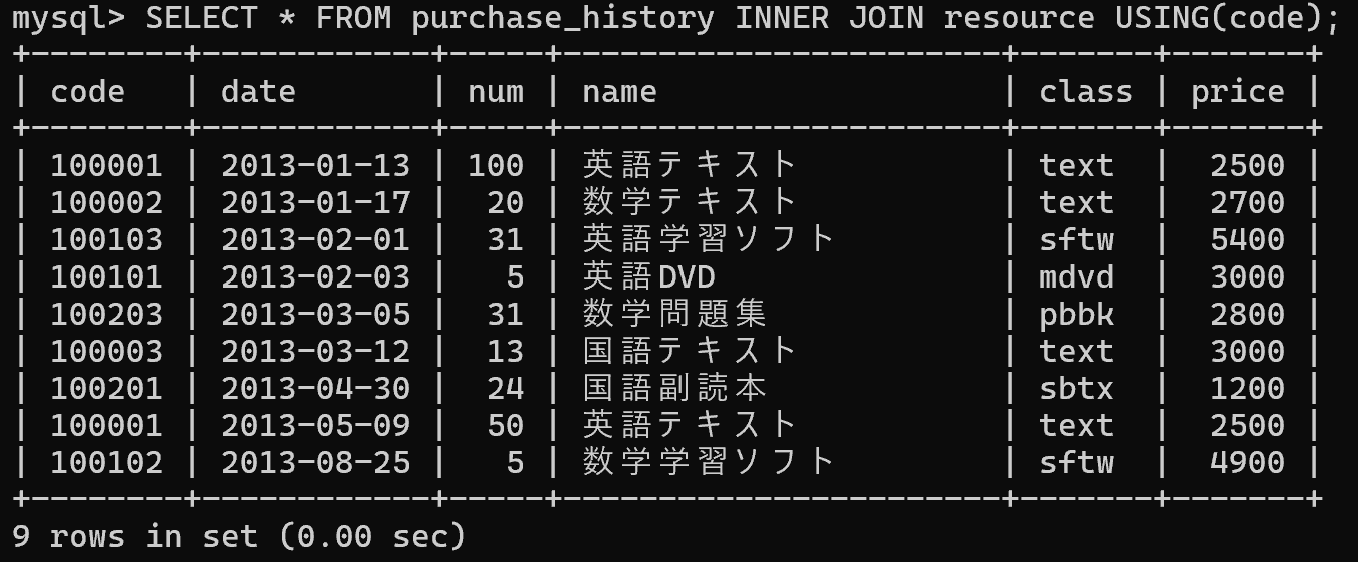 mysql> SELECT * FROM purchase_history INNER JOIN resource USING(code);
+--------+------------+-----+-----------------------+-------+-------+
| code   | date       | num | name                  | class | price |
+--------+------------+-----+-----------------------+-------+-------+
| 100001 | 2013-01-13 | 100 | 英語テキスト          | text  | 2500 |
| 100002 | 2013-01-17 |  20 | 数学テキスト          | text  | 2700 |
| 100103 | 2013-02-01 |  31 | 英語学習ソフト        | sftw  | 5400 |
| 100101 | 2013-02-03 |   5 | 英語DVD               | mdvd  | 3000 |
| 100203 | 2013-03-05 |  31 | 数学問題集            | pbbk  | 2800 |
| 100003 | 2013-03-12 |  13 | 国語テキスト          | text  | 3000 |
| 100201 | 2013-04-30 |  24 | 国語副読本            | sbtx  | 1200 |
| 100001 | 2013-05-09 |  50 | 英語テキスト          | text  | 2500 |
| 100102 | 2013-08-25 |   5 | 数学学習ソフト        | sftw  | 4900 |
+--------+------------+-----+-----------------------+-------+-------+
9 rows in set (0.00 sec)